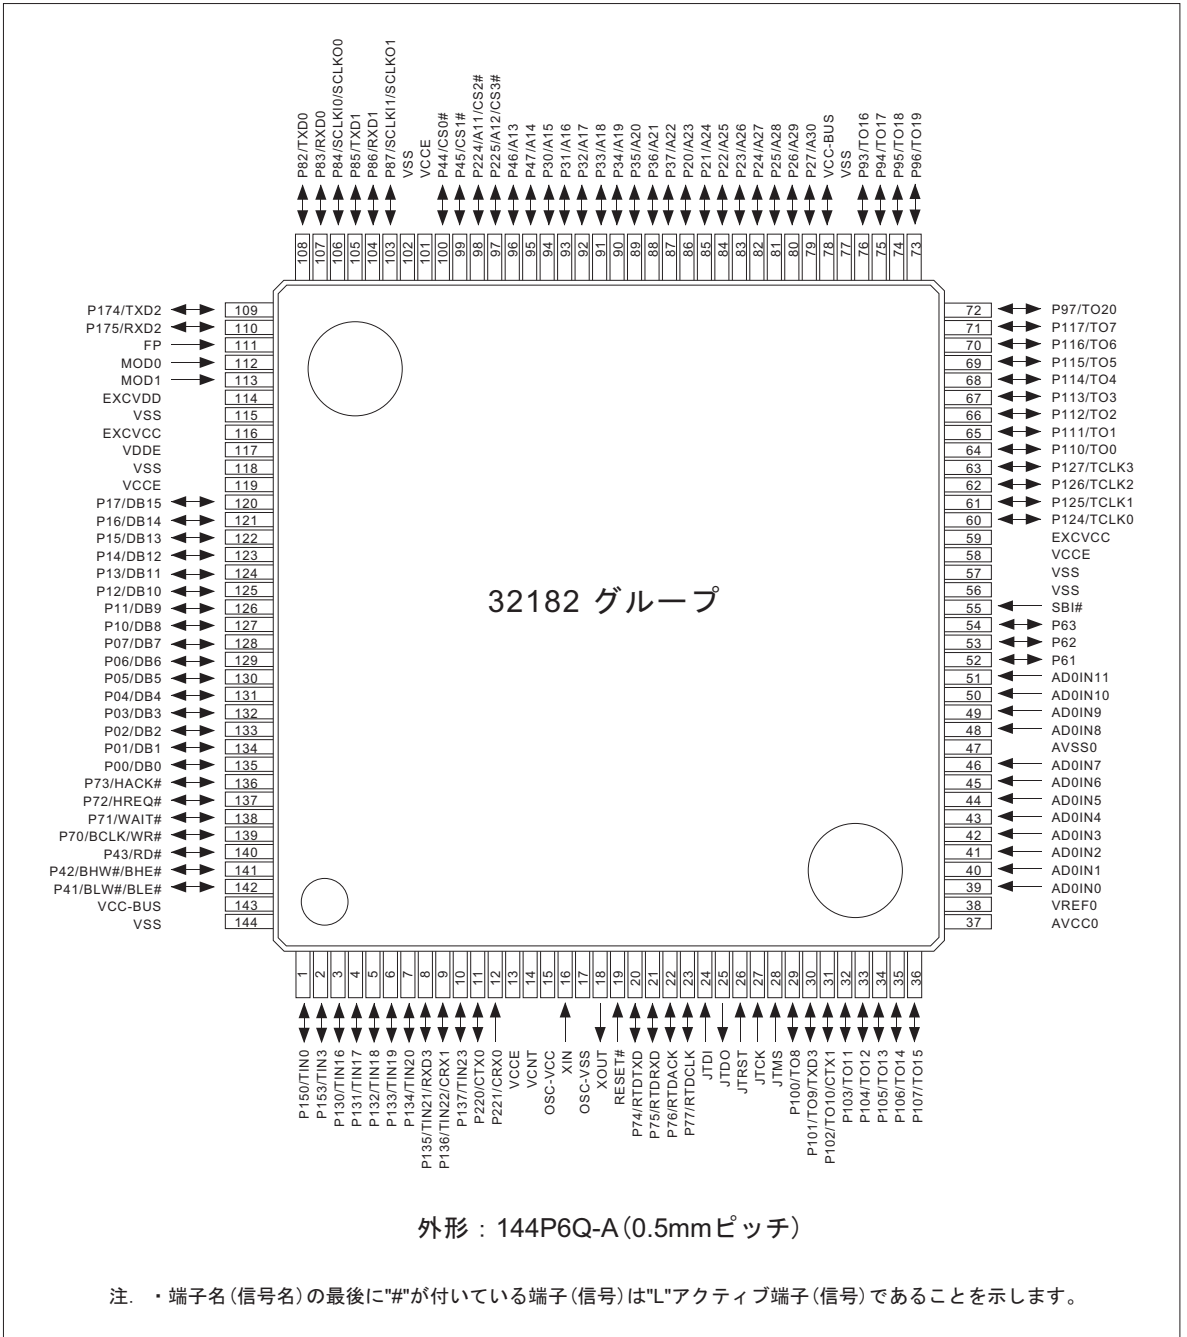 P82/TXD0
P83/RXD0
P84/SCLKI0/SCLKO0
P85/TXD1
P86/RXD1
P87/SCLKI1/SCLKO1
VSS
VCCE
P44/CS0#
P45/CS1#
P224/A11/CS2#
P225/A12/CS3#
P46/A13
P47/A14
P30/A15
P31/A16
P32/A17
P33/A18
P34/A19
P35/A20
P36/A21
P37/A22
P20/A23
P21/A24
P22/A25
P23/A26
P24/A27
P25/A28
P26/A29
P27/A30
VCC-BUS
VSS
P93/TO16
P94/TO17
P95/TO18
P96/TO19
108 107 106 105 104 103 102 101 100 99 98 97 96 95 94 93 92 91 90 89 88 87 86 85 84 83 82 81 80 79 78 77 76 75 74 73
P174/TXD2 109
P175/RXD2 110
FP 111
MOD0 112
MOD1 113
EXCVDD 114
VSS 115
EXCVCC 116
VDDE 117
VSS 118
VCCE 119
P17/DB15 120
P16/DB14 121
P15/DB13 122
P14/DB12 123
P13/DB11 124
P12/DB10 125
P11/DB9 126
P10/DB8 127
P07/DB7 128
P06/DB6 129
P05/DB5 130
P04/DB4 131
P03/DB3 132
P02/DB2 133
P01/DB1 134
P00/DB0 135
P73/HACK# 136
P72/HREQ# 137
P71/WAIT# 138
P70/BCLK/WR# 139
P43/RD# 140
P42/BHW#/BHE# 141
P41/BLW#/BLE# 142
VCC-BUS 143
VSS 144
32182 グループ
72 P97/TO20
71 P117/TO7
70 P116/TO6
69 P115/TO5
68 P114/TO4
67 P113/TO3
66 P112/TO2
65 P111/TO1
64 P110/TO0
63 P127/TCLK3
62 P126/TCLK2
61 P125/TCLK1
60 P124/TCLK0
59 EXCVCC
58 VCCE
57 VSS
56 VSS
55 SBI#
54 P63
53 P62
52 P61
51 AD0IN11
50 AD0IN10
49 AD0IN9
48 AD0IN8
47 AVSS0
46 AD0IN7
45 AD0IN6
44 AD0IN5
43 AD0IN4
42 AD0IN3
41 AD0IN2
40 AD0IN1
39 AD0IN0
38 VREF0
37 AVCC0
1 2 3 4 5 6 7 8 9 10 11 12 13 14 15 16 17 18 19 20 21 22 23 24 25 26 27 28 29 30 31 32 33 34 35 36
P150/TIN0
P153/TIN3
P130/TIN16
P131/TIN17
P132/TIN18
P133/TIN19
P134/TIN20
P135/TIN21/RXD3
P136/TIN22/CRX1
P137/TIN23
P220/CTX0
P221/CRX0
VCCE
VCNT
OSC-VCC
XIN
OSC-VSS
XOUT
RESET#
P74/RTDTXD
P75/RTDRXD
P76/RTDACK
P77/RTDCLK
JTDI
JTDO
JTRST
JTCK
JTMS
P100/TO8
P101/TO9/TXD3
P102/TO10/CTX1
P103/TO11
P104/TO12
P105/TO13
P106/TO14
P107/TO15
外形：144P6Q-A(0.5mmピッチ)
注. ・端子名(信号名)の最後に"#"が付いている端子(信号)は"L"アクティブ端子(信号)であることを示します。